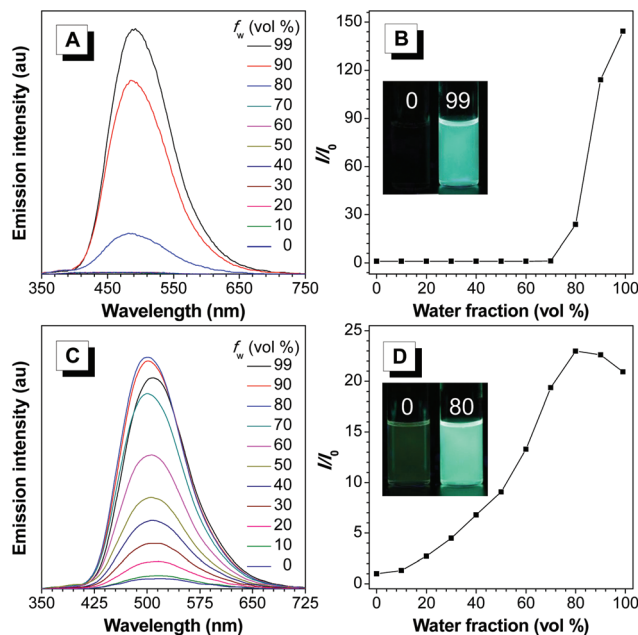 A
f_w (vol %)
99
90
80
70
60
50
40
30
20
10
0
Emission intensity (au)
350 450 550 650 750
Wavelength (nm)
B
0 99
150
120
90
60
30
0
I/I_0
0 20 40 60 80 100
Water fraction (vol %)
C
f_w (vol %)
99
90
80
70
60
50
40
30
20
10
0
Emission intensity (au)
350 425 500 575 650 725
Wavelength (nm)
D
0 80
25
20
15
10
5
0
I/I_0
0 20 40 60 80 100
Water fraction (vol %)